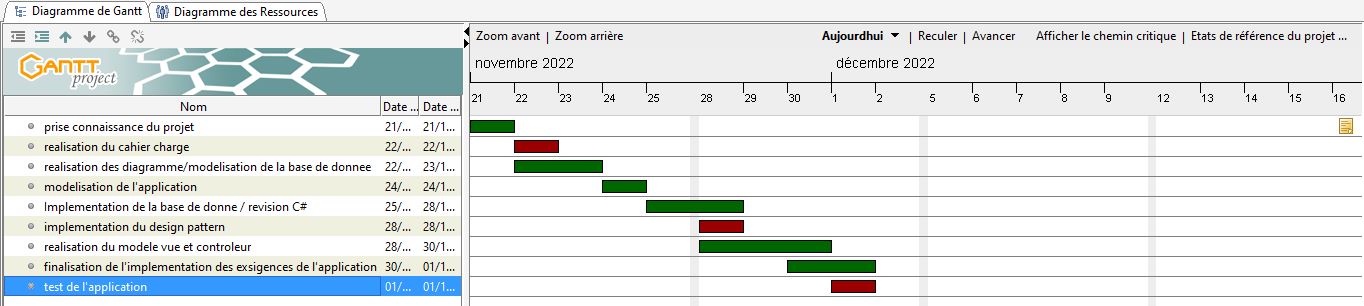 Diagramme de Gantt Diagramme des Ressources
Zoom avant | Zoom arrière Aujourd'hui ▼ | Reculer | Avancer Afficher le chemin critique | Etats de référence du projet ...
GANTT project
novembre 2022 décembre 2022
Nom Date ... Date ... 21 22 23 24 25 28 29 30 1 2 5 6 7 8 9 12 13 14 15 16
prise connaissance du projet 21/... 21/1...
realisation du cahier charge 22/... 22/1...
realisation des diagramme/modelisation de la base de donnee 22/... 23/1...
modelisation de l'application 24/... 24/1...
Implementation de la base de donne / revision C# 25/... 28/1...
implementation du design pattern 28/... 28/1...
realisation du modele vue et controleur 28/... 30/1...
finalisation de l'implementation des exsigences de l'application 30/... 01/1...
test de l'application 01/... 01/1...